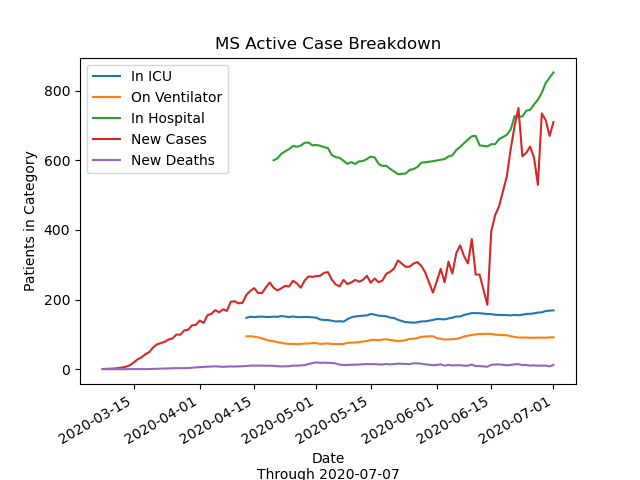 MS Active Case Breakdown
In ICU
On Ventilator
In Hospital
New Cases
New Deaths
Patients in Category
800
600
400
200
0
2020-03-15
2020-04-01
2020-04-15
2020-05-01
2020-05-15
2020-06-01
2020-06-15
2020-07-01
Date
Through 2020-07-07